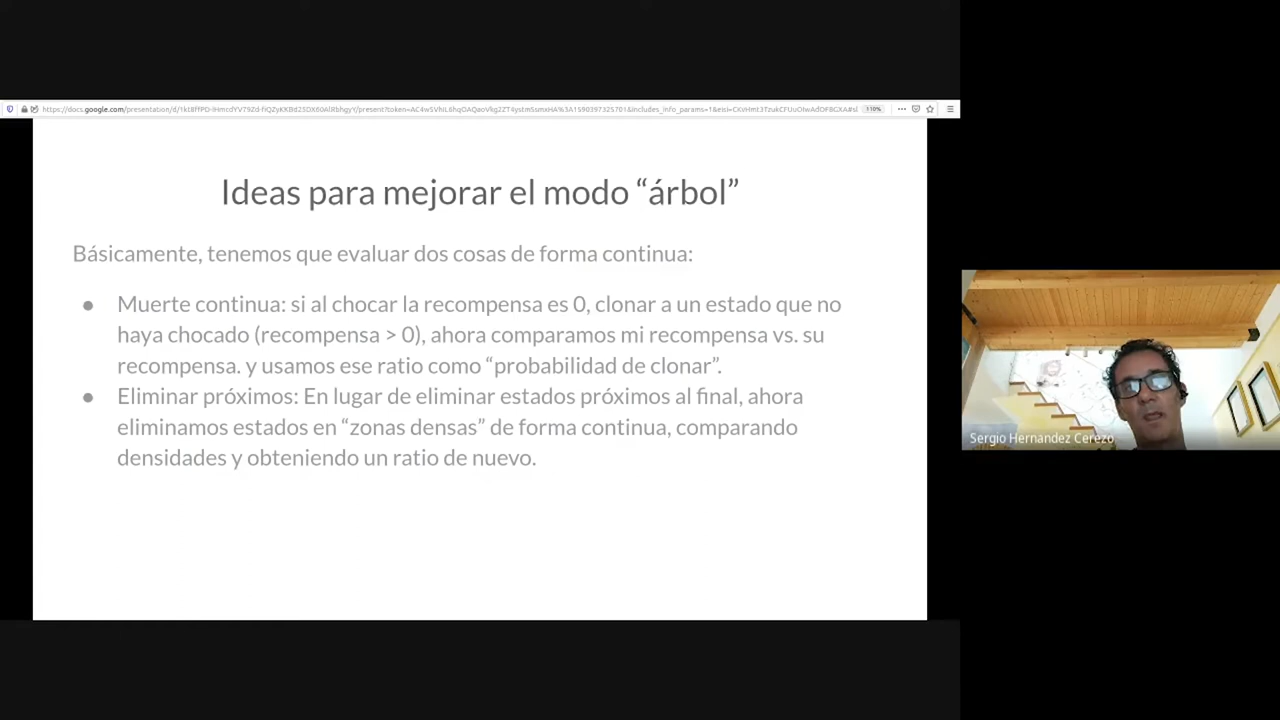 Ideas para mejorar el modo “árbol”
Básicamente, tenemos que evaluar dos cosas de forma continua:
● Muerte continua: si al chocar la recompensa es 0, clonar a un estado que no
haya chocado (recompensa > 0), ahora comparamos mi recompensa vs. su
recompensa. y usamos ese ratio como “probabilidad de clonar”.
● Eliminar próximos: En lugar de eliminar estados próximos al final, ahora
eliminamos estados en “zonas densas” de forma continua, comparando
densidades y obteniendo un ratio de nuevo.
Sergio Hernandez Cerezo
110%